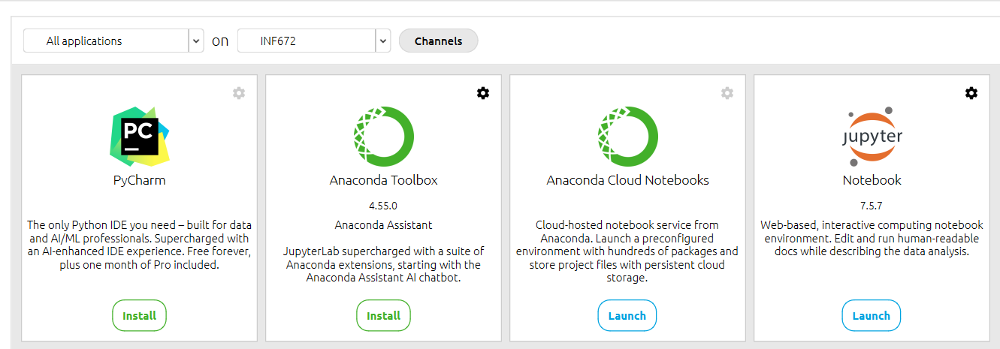 All applications on INF672 Channels
PC
PyCharm
The only Python IDE you need – built for data
and AI/ML professionals. Supercharged with
an AI-enhanced IDE experience. Free forever,
plus one month of Pro included.
Install
Anaconda Toolbox
4.55.0
Anaconda Assistant
JupyterLab supercharged with a suite of
Anaconda extensions, starting with the
Anaconda Assistant AI chatbot.
Install
Anaconda Cloud Notebooks
Cloud-hosted notebook service from
Anaconda. Launch a preconfigured
environment with hundreds of packages and
store project files with persistent cloud
storage.
Launch
jupyter
Notebook
7.5.7
Web-based, interactive computing notebook
environment. Edit and run human-readable
docs while describing the data analysis.
Launch